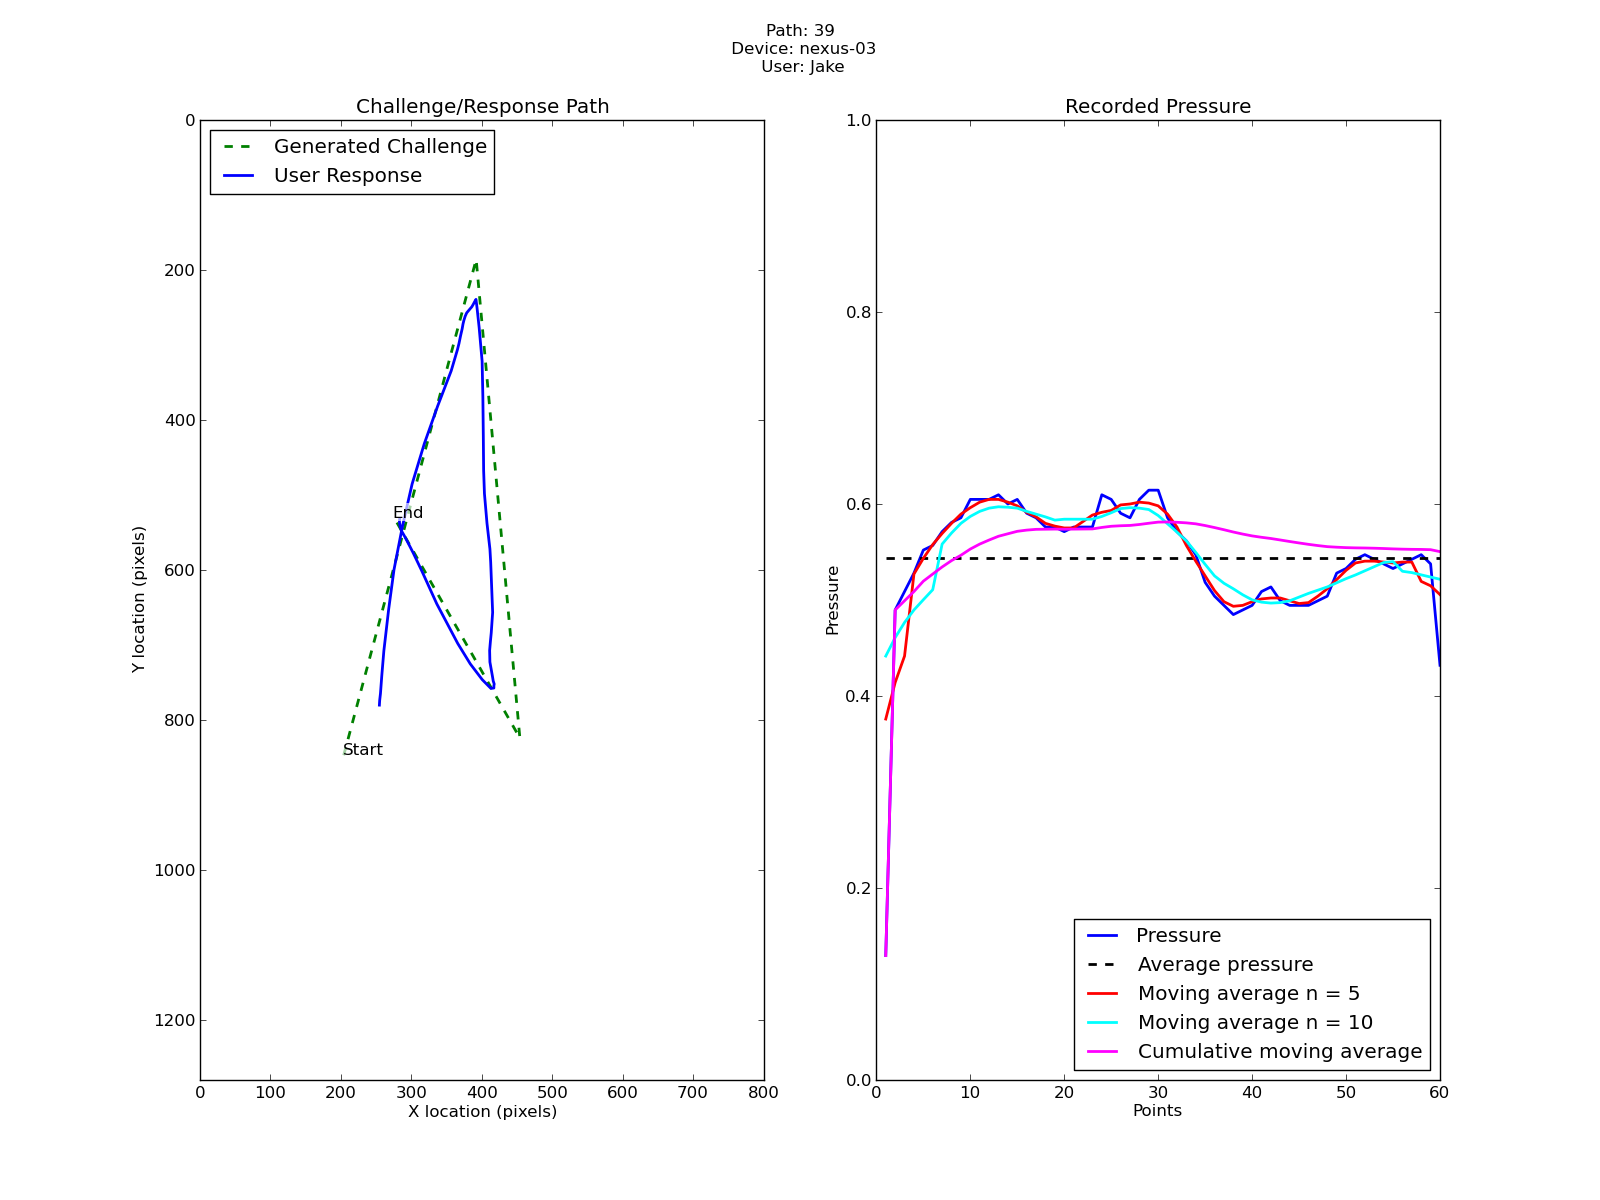 Path: 39
Device: nexus-03
User: Jake
Challenge/Response Path
0
200
400
600
800
1000
1200
Y location (pixels)
Generated Challenge
User Response
End
Start
0 100 200 300 400 500 600 700 800
X location (pixels)
Recorded Pressure
1.0
0.8
0.6
0.4
0.2
0.0
Pressure
Pressure
Average pressure
Moving average n = 5
Moving average n = 10
Cumulative moving average
0 10 20 30 40 50 60
Points